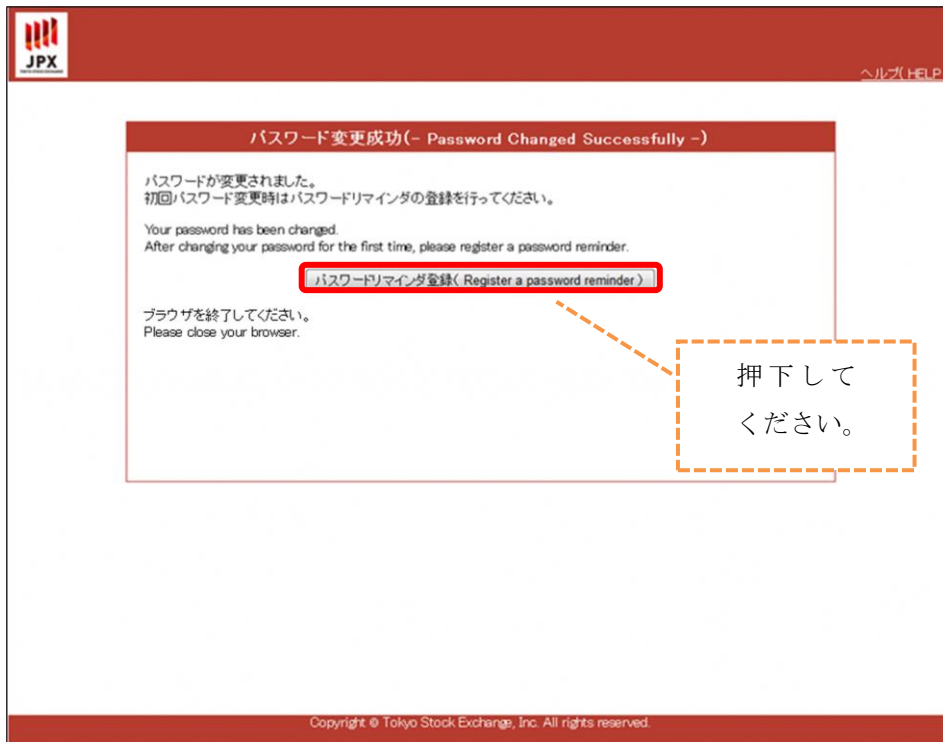 JPX
ヘルプ( HELP
パスワード変更成功(- Password Changed Successfully -)
パスワードが変更されました。
初回パスワード変更時はパスワードリマインダの登録を行ってください。
Your password has been changed.
After changing your password for the first time, please register a password reminder.
パスワードリマインダ登録( Register a password reminder )
ブラウザを終了してください。
Please close your browser.
押下して
ください。
Copyright © Tokyo Stock Exchange, Inc. All rights reserved.